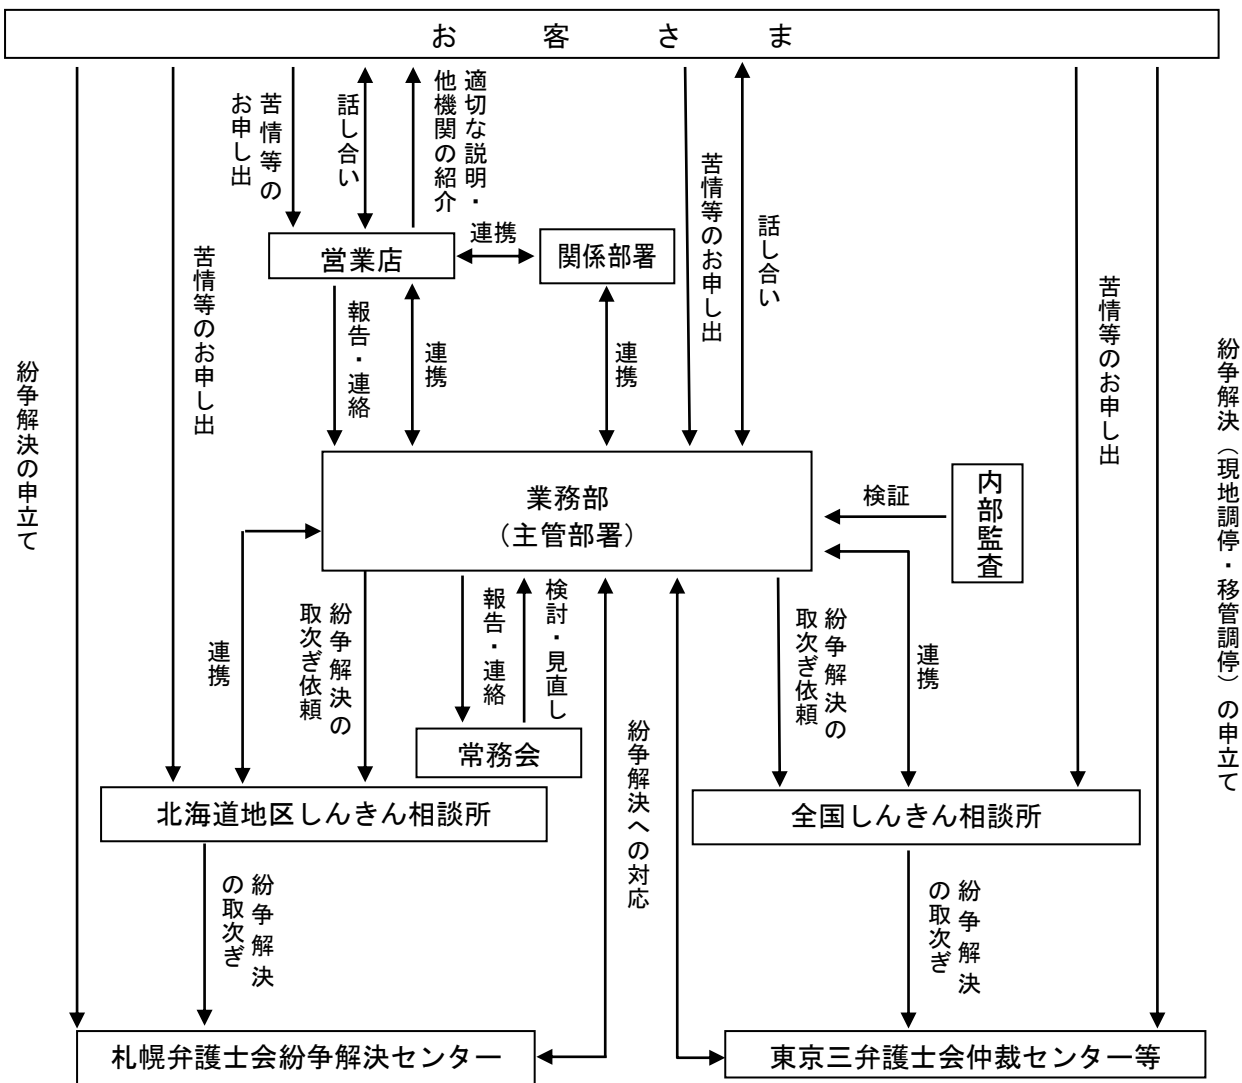 お客さま
苦情等の
お申し出
話し合い
適切な説明・
他機関の紹介
苦情等のお申し出
話し合い
営業店
連携
関係部署
苦情等のお申し出
報告・連絡
連携
連携
苦情等のお申し出
紛争解決の申立て
紛争解決（現地調停・移管調停）の申立て
業務部
（主管部署）
検証
内部監査
連携
紛争解決の
取次ぎ依頼
報告・連絡
検討・見直し
紛争解決への対応
紛争解決の
取次ぎ依頼
連携
常務会
北海道地区しんきん相談所
全国しんきん相談所
紛争解決
の取次ぎ
紛争解決
の取次ぎ
札幌弁護士会紛争解決センター
東京三弁護士会仲裁センター等